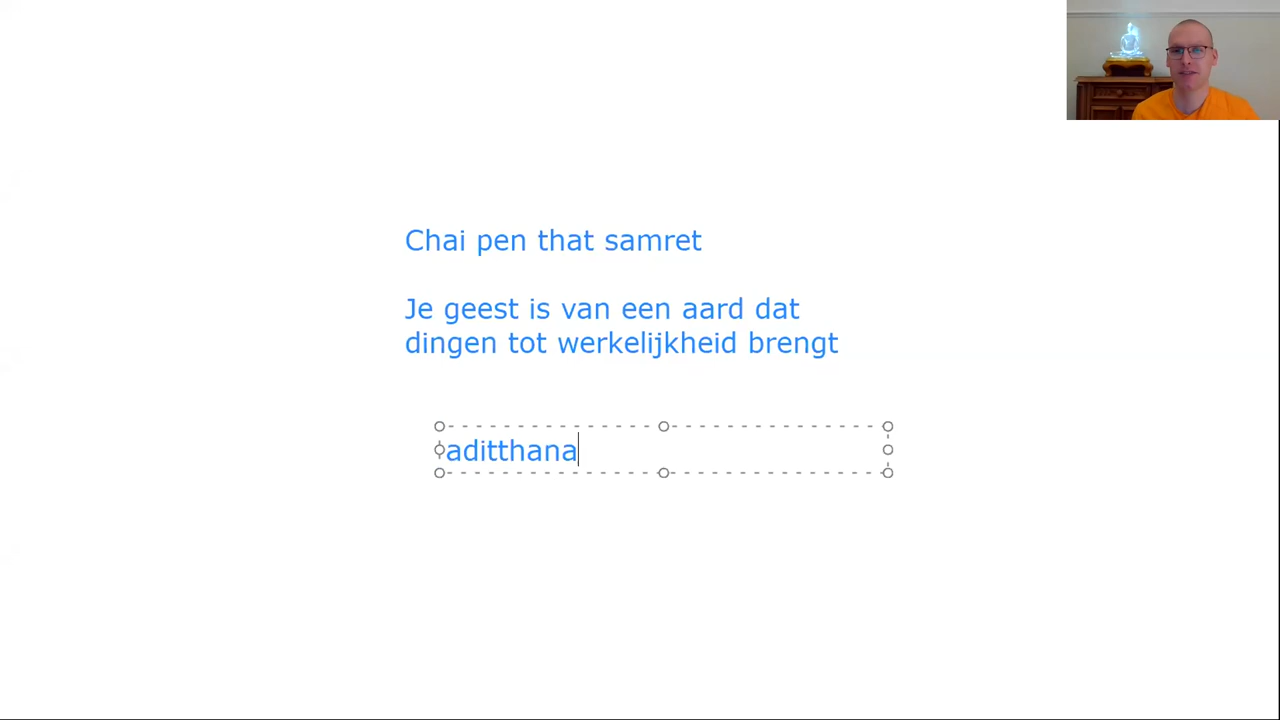 Chai pen that samret
Je geest is van een aard dat
dingen tot werkelijkheid brengt
aditthana